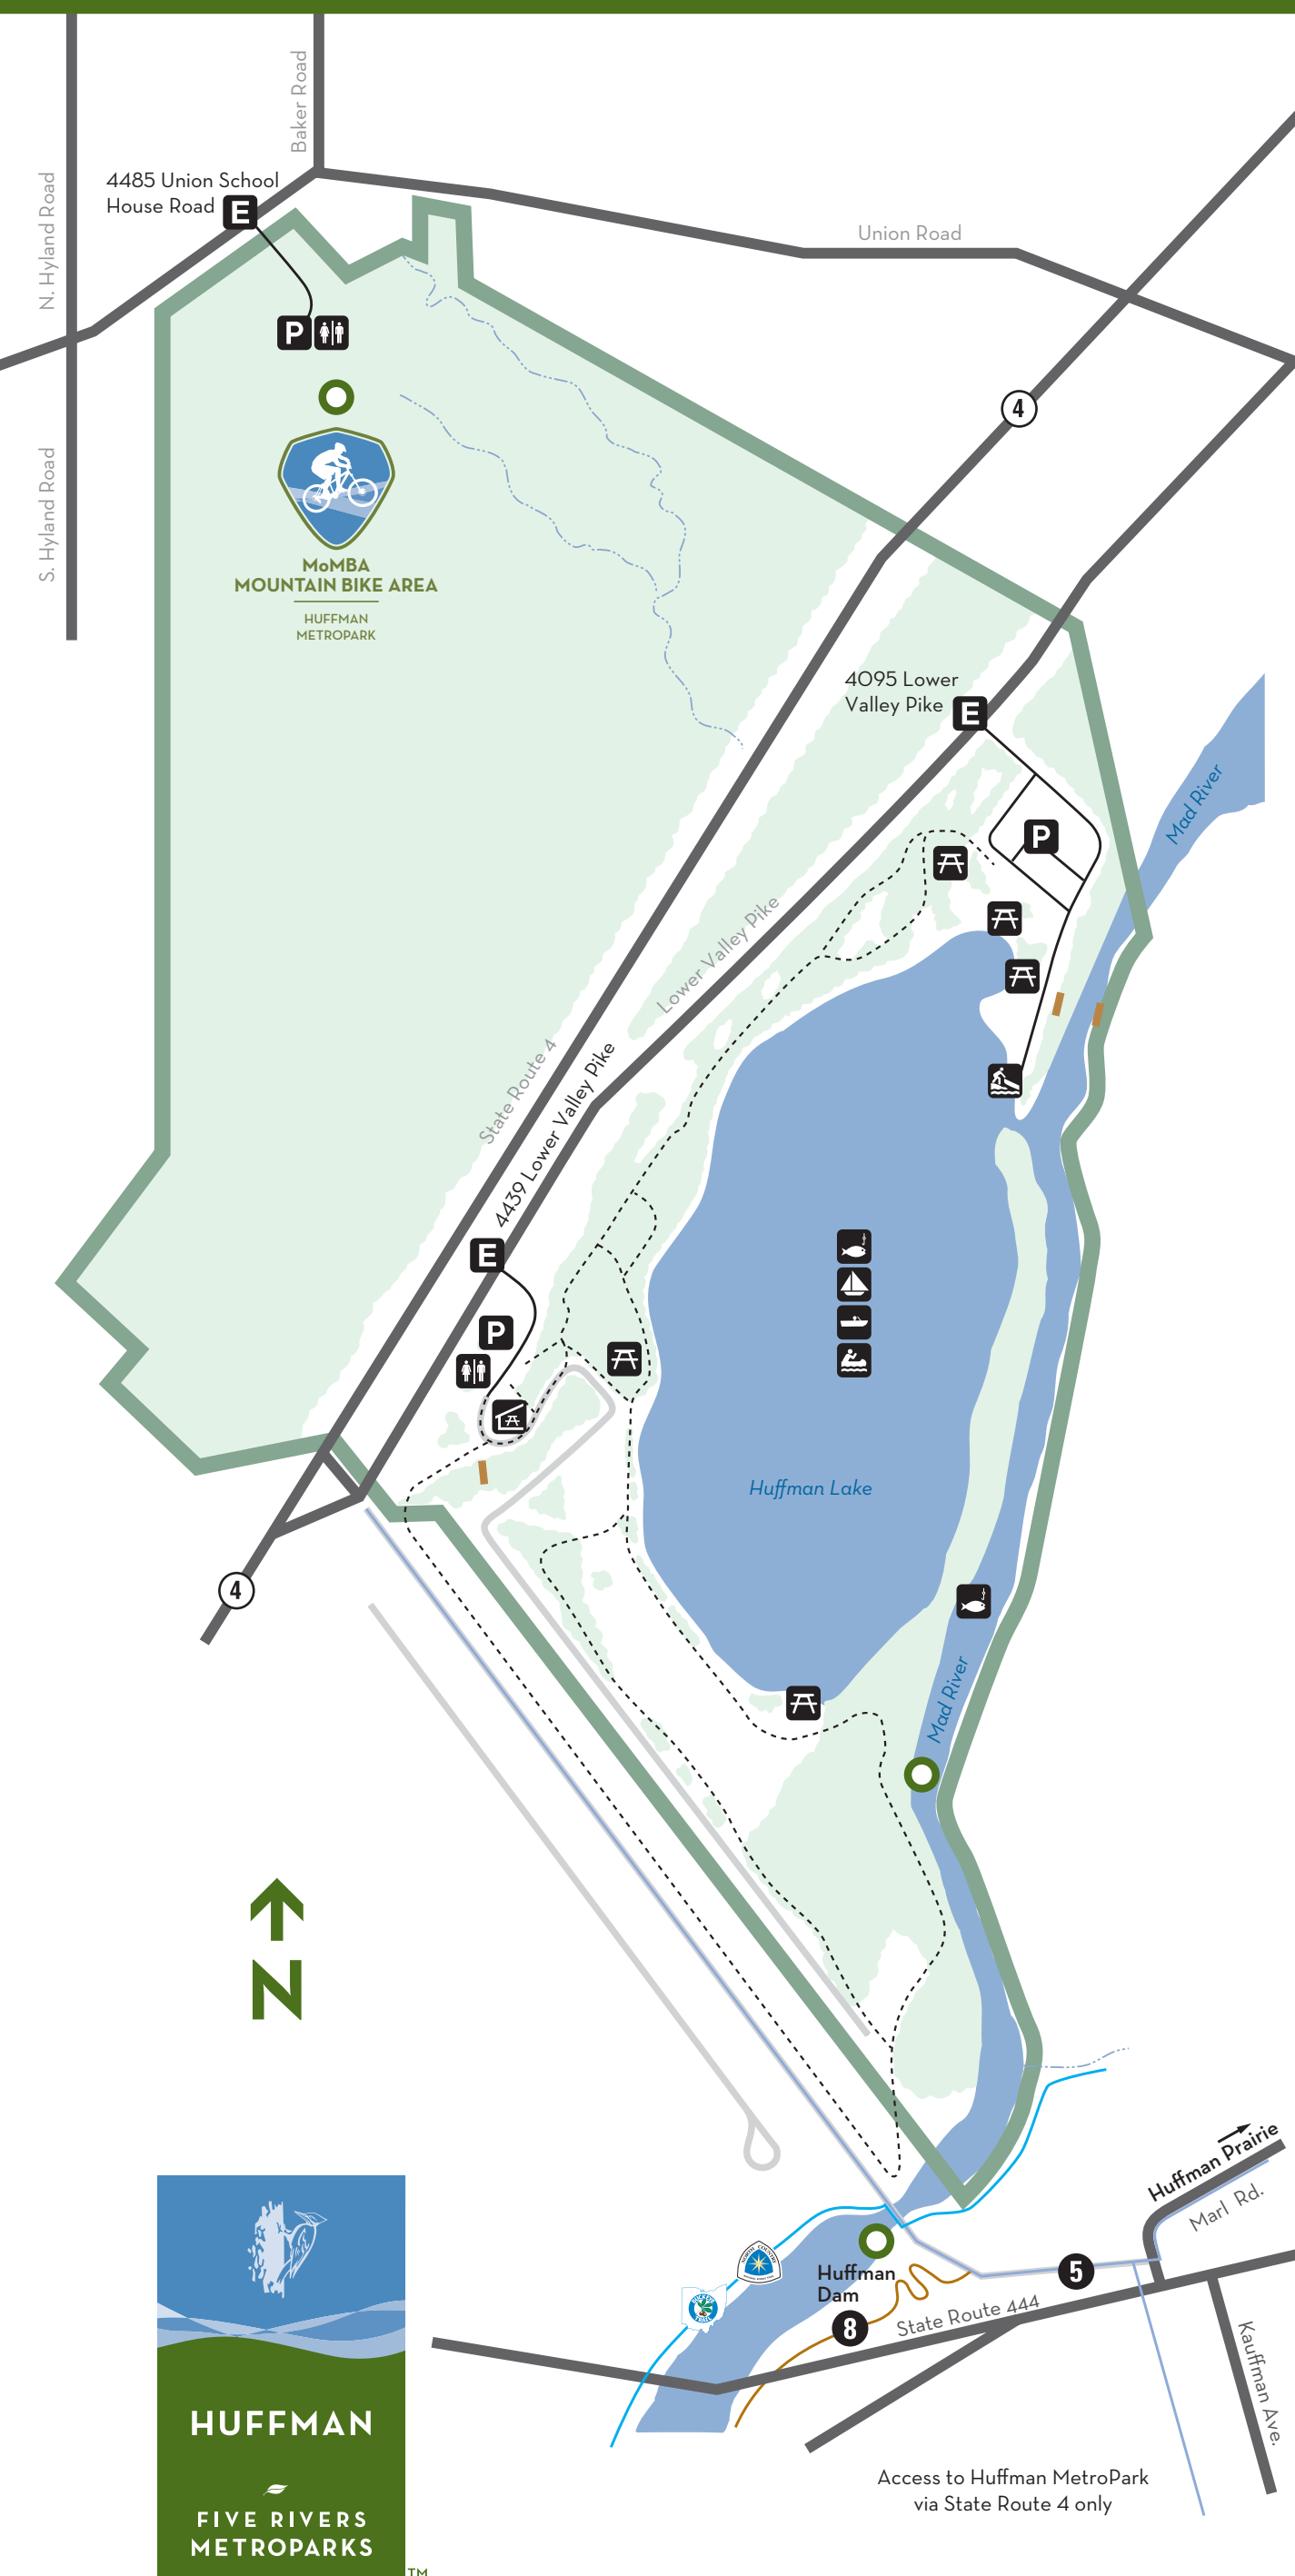 Baker Road
4485 Union School
House Road
E
N. Hyland Road
Union Road
P
4
S. Hyland Road
MoMBA
MOUNTAIN BIKE AREA
HUFFMAN
METROPARK
4095 Lower
Valley Pike
E
Mad River
P
Lower Valley Pike
State Route 4
4439 Lower Valley Pike
E
P
Huffman Lake
4
Mad River
N
Huffman Prairie
Marl Rd.
Huffman
Dam
5
8
State Route 444
Kauffman Ave.
HUFFMAN
FIVE RIVERS
METROPARKS
TM
Access to Huffman MetroPark
via State Route 4 only